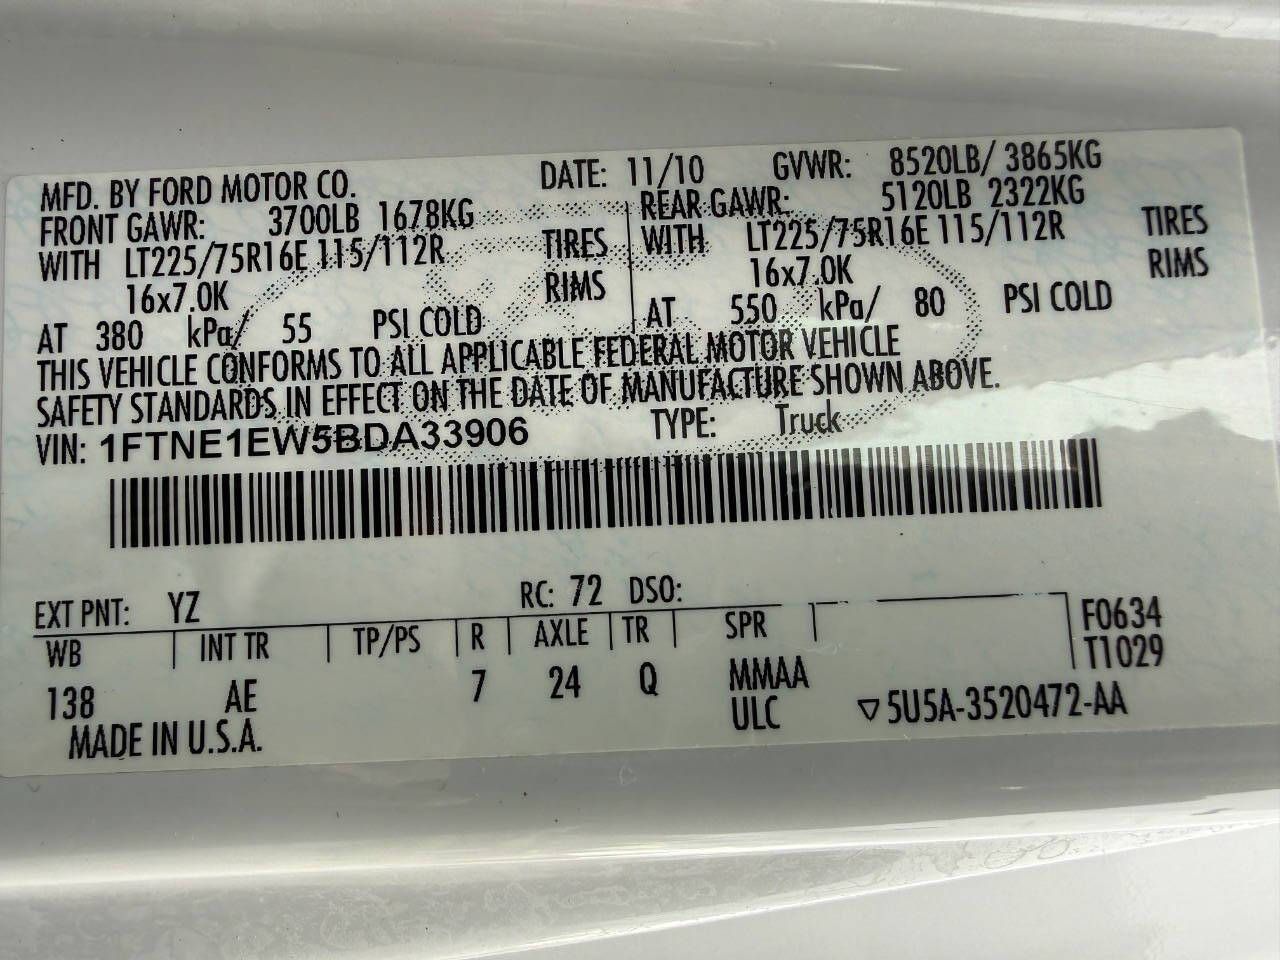 MFD. BY FORD MOTOR CO. DATE: 11/10 GVWR: 8520LB/ 3865KG
FRONT GAWR: 3700LB 1678KG REAR GAWR: 5120LB 2322KG
WITH LT225/75R16E 115/112R TIRES WITH LT225/75R16E 115/112R TIRES
16x7.0K RIMS 16x7.0K RIMS
AT 380 kPa/ 55 PSI COLD AT 550 kPa/ 80 PSI COLD
THIS VEHICLE CONFORMS TO ALL APPLICABLE FEDERAL MOTOR VEHICLE
SAFETY STANDARDS IN EFFECT ON THE DATE OF MANUFACTURE SHOWN ABOVE.
VIN: 1FTNE1EW5BDA33906 TYPE: Truck
EXT PNT: YZ RC: 72 DSO:
WB INT TR TP/PS R AXLE TR SPR F0634
T1029
138 AE 7 24 Q MMAA
ULC ▽5U5A-3520472-AA
MADE IN U.S.A.